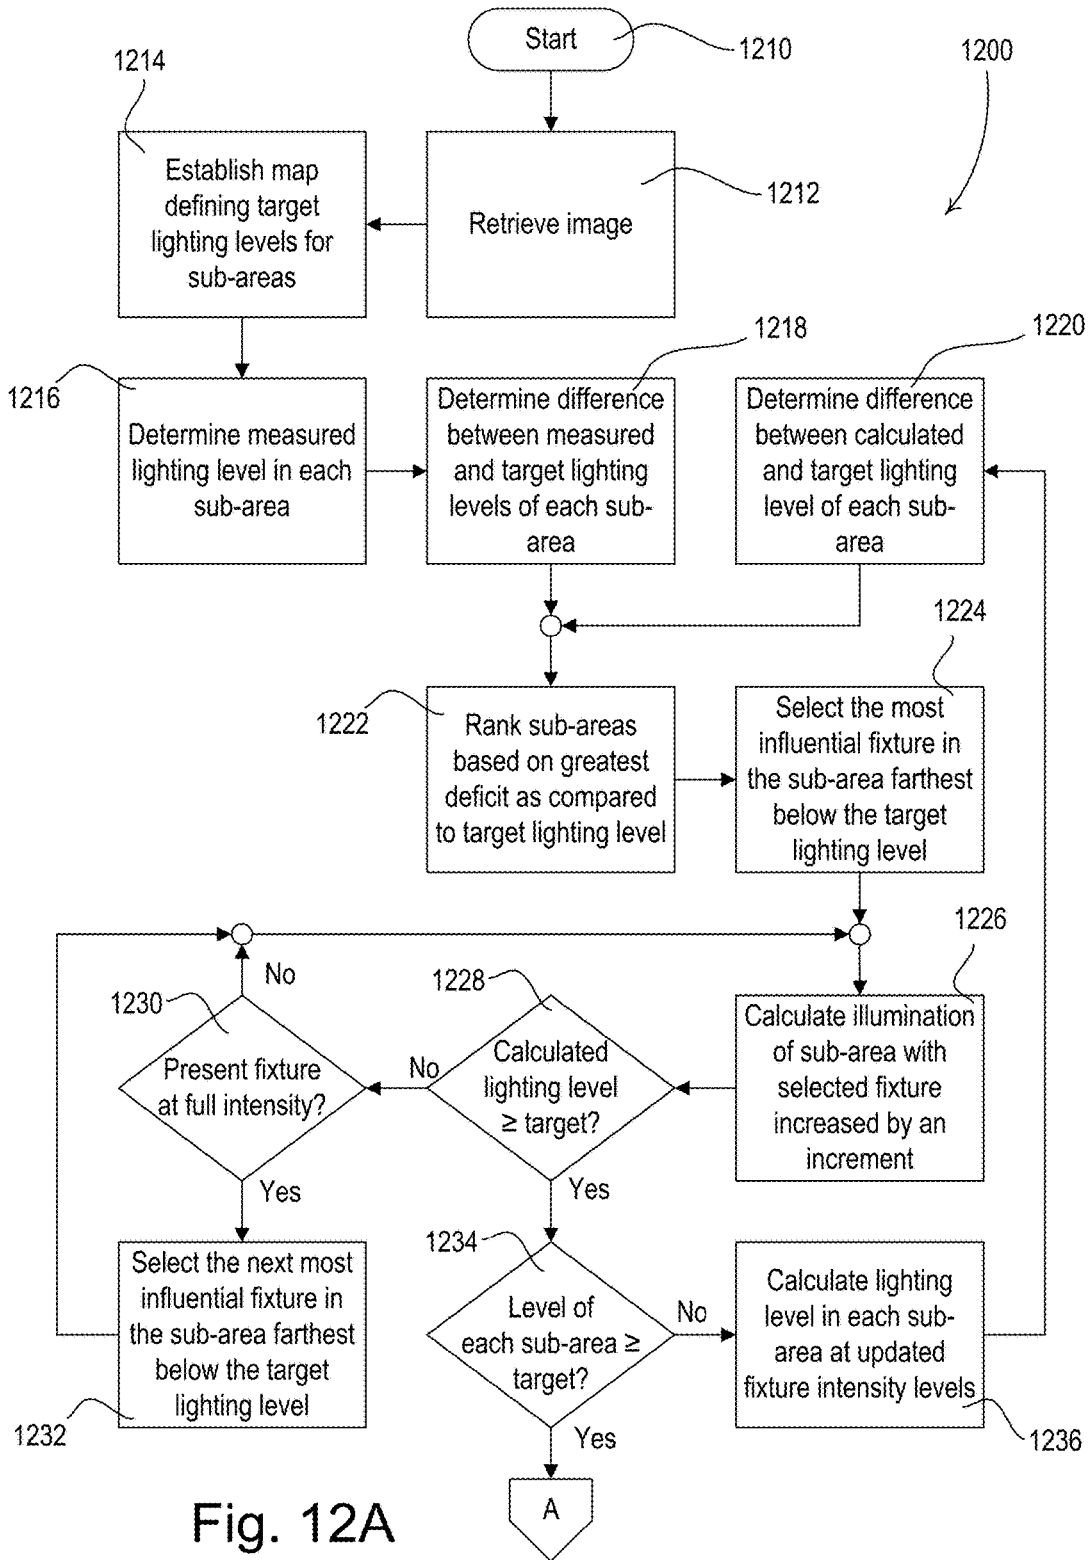 Start
1210
1200
1214
Establish map
defining target
lighting levels for
sub-areas
Retrieve image
1212
1216
Determine measured
lighting level in each
sub-area
1218
Determine difference
between measured
and target lighting
levels of each sub-
area
1220
Determine difference
between calculated
and target lighting
level of each sub-
area
1222
Rank sub-areas
based on greatest
deficit as compared
to target lighting level
1224
Select the most
influential fixture in
the sub-area farthest
below the target
lighting level
1226
Calculate illumination
of sub-area with
selected fixture
increased by an
increment
1228
Calculated
lighting level
≥ target?
No
Yes
1230
Present fixture
at full intensity?
No
Yes
1232
Select the next most
influential fixture in
the sub-area farthest
below the target
lighting level
1234
Level of
each sub-area ≥
target?
No
Yes
Calculate lighting
level in each sub-
area at updated
fixture intensity levels
1236
A
Fig. 12A